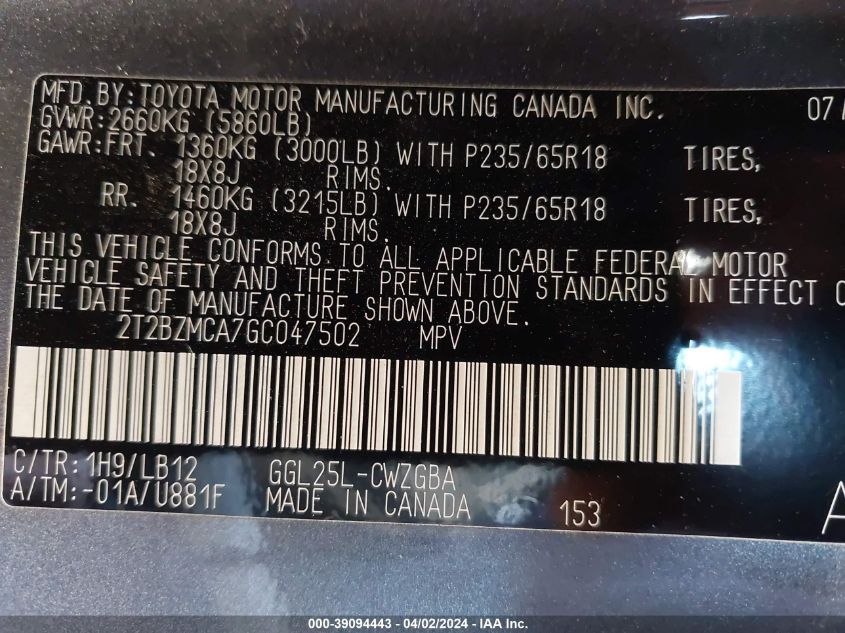 MFD. BY: TOYOTA MOTOR MANUFACTURING CANADA INC. 07/
GVWR: 2660KG (5860LB)
GAWR: FRT. 1360KG (3000LB) WITH P235/65R18 TIRES,
18X8J RIMS.
RR. 1460KG (3215LB) WITH P235/65R18 TIRES,
18X8J RIMS.
THIS VEHICLE CONFORMS TO ALL APPLICABLE FEDERAL MOTOR
VEHICLE SAFETY AND THEFT PREVENTION STANDARDS IN EFFECT
THE DATE OF MANUFACTURE SHOWN ABOVE.
2T2BZMCA7GC047502 MPV
C/TR: 1H9/LB12 GGL25L-CWZGBA
A/TM: -01A/U881F MADE IN CANADA 153
000-39094443 - 04/02/2024 - IAAI.com